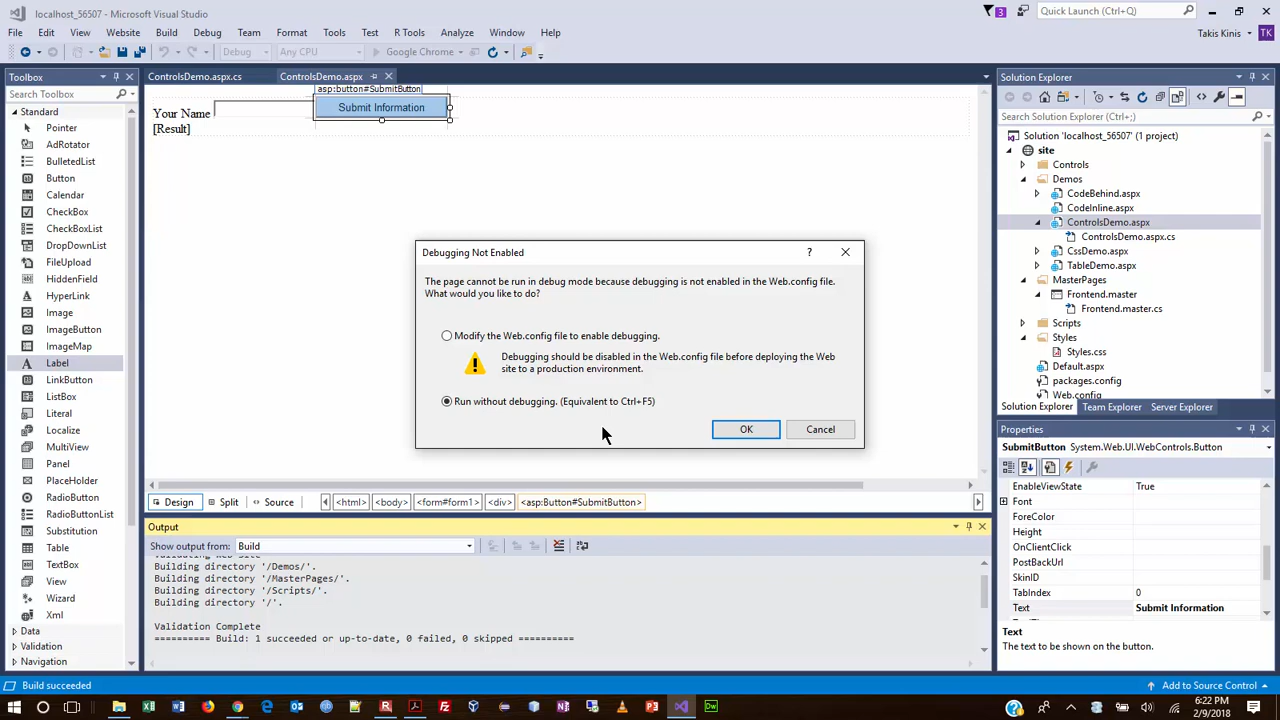 localhost_56507 - Microsoft Visual Studio
3
Quick Launch (Ctrl+Q)
File Edit View Website Build Debug Team Format Table Tools Test R Tools Analyze Window Help
Takis Kinis TK
Debug Any CPU Google Chrome
Toolbox
ControlsDemo.aspx.cs
ControlsDemo.aspx
Solution Explorer
asp:button#SubmitButton
Search Toolbox
Submit Information
Your Name
[Result]
Search Solution Explorer (Ctrl+;)
Standard
Pointer
AdRotator
BulletedList
Button
Calendar
CheckBox
CheckBoxList
DropDownList
FileUpload
HiddenField
HyperLink
Image
ImageButton
ImageMap
Label
LinkButton
ListBox
Literal
Localize
MultiView
Panel
PlaceHolder
RadioButton
RadioButtonList
Substitution
Table
TextBox
View
Wizard
Xml
Data
Validation
Navigation
Debugging Not Enabled
?
The page cannot be run in debug mode because debugging is not enabled in the Web.config file.
What would you like to do?
Modify the Web.config file to enable debugging.
Debugging should be disabled in the Web.config file before deploying the Web
site to a production environment.
Run without debugging. (Equivalent to Ctrl+F5)
OK
Cancel
Design Split Source <html> <body> <form#form1> <div> <asp:Button#SubmitButton>
Output
Show output from: Build
Validating Web Site
Building directory '/Demos/'.
Building directory '/MasterPages/'.
Building directory '/Scripts/'.
Building directory '/'.
Validation Complete
========== Build: 1 succeeded or up-to-date, 0 failed, 0 skipped ==========
Solution 'localhost_56507' (1 project)
site
Controls
Demos
CodeBehind.aspx
CodeInline.aspx
ControlsDemo.aspx
ControlsDemo.aspx.cs
CssDemo.aspx
TableDemo.aspx
MasterPages
Frontend.master
Frontend.master.cs
Scripts
Styles
Styles.css
Default.aspx
packages.config
Web.config
Solution Explorer Team Explorer Server Explorer
Properties
SubmitButton System.Web.UI.WebControls.Button
EnableViewState True
Font
ForeColor
Height
OnClientClick
PostBackUrl
SkinID
TabIndex 0
Text Submit Information
Text
The text to be shown on the button.
Build succeeded
Add to Source Control
6:22 PM
2/9/2018